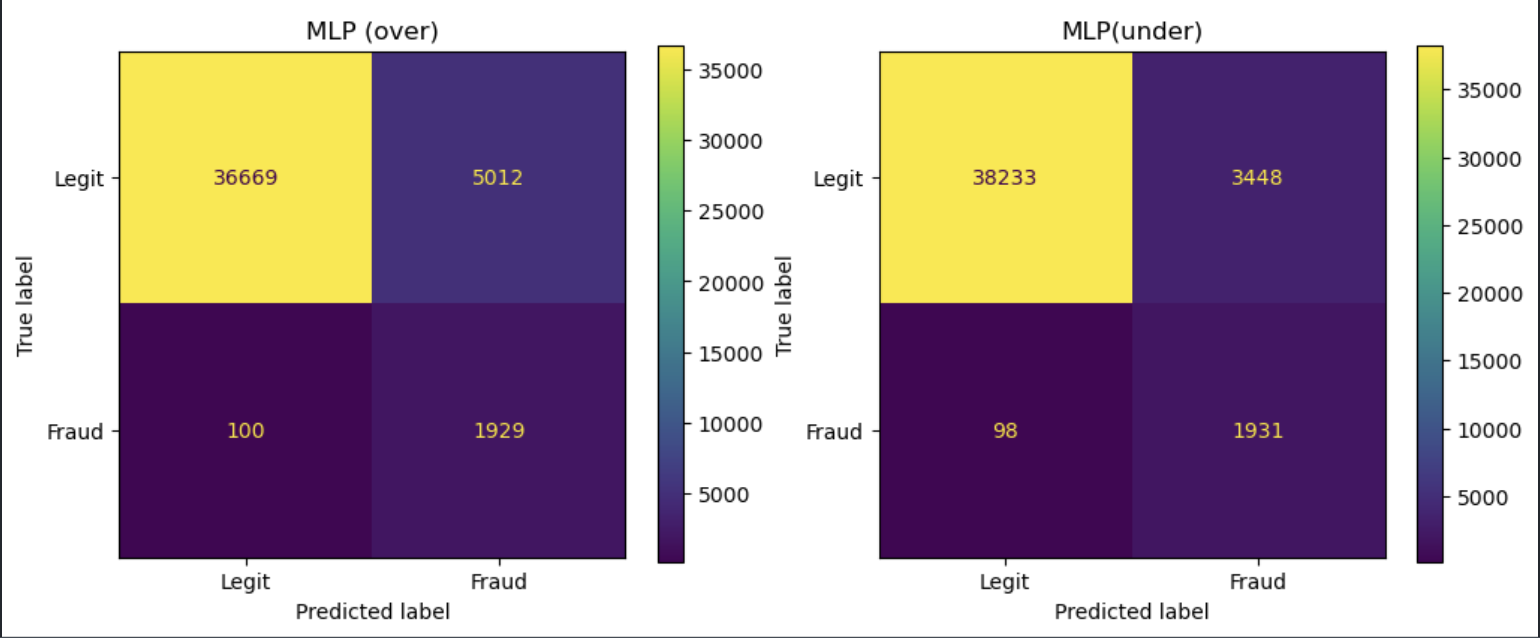 MLP (over)
True label
Legit
36669
5012
Fraud
100
1929
Legit
Fraud
Predicted label
35000
30000
25000
20000
15000
10000
5000
MLP(under)
True label
Legit
38233
3448
Fraud
98
1931
Legit
Fraud
Predicted label
35000
30000
25000
20000
15000
10000
5000